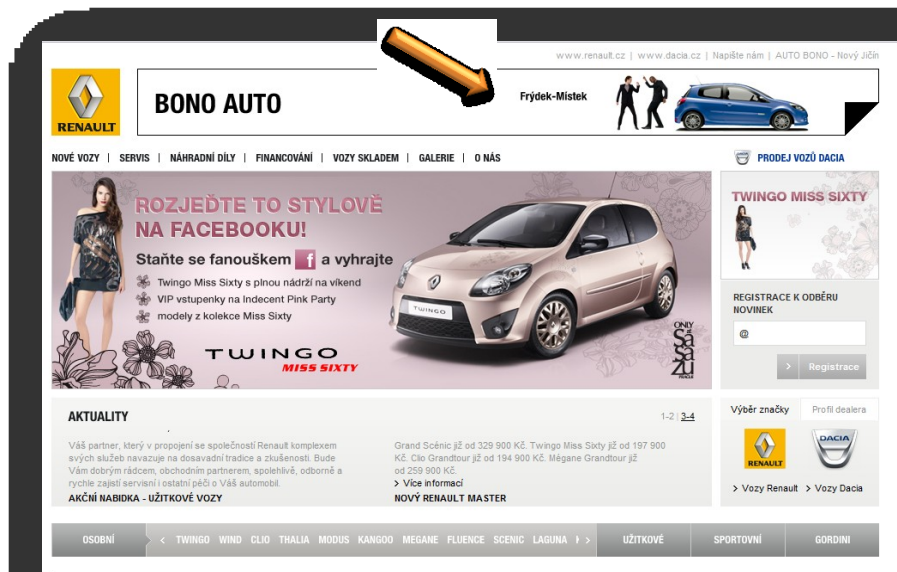 www.renault.cz | www.dacia.cz | Napište nám | AUTO BONO - Nový Jičín
RENAULT
BONO AUTO
Frýdek-Místek
NOVÉ VOZY | SERVIS | NÁHRADNÍ DÍLY | FINANCOVÁNÍ | VOZY SKLADEM | GALERIE | O NÁS
DACIA PRODEJ VOZŮ DACIA
ROZJEĎTE TO STYLOVĚ
NA FACEBOOKU!
Staňte se fanouškem f a vyhrajte
Twingo Miss Sixty s plnou nádrží na víkend
VIP vstupenky na Indecent Pink Party
modely z kolekce Miss Sixty
TWINGO
MISS SIXTY
TWINGO
ONLY
at
SaSaZu
PRAGUE
TWINGO MISS SIXTY
REGISTRACE K ODBĚRU
NOVINEK
@
> Registrace
AKTUALITY
1-2 | 3-4
Váš partner, který v propojení se společností Renault komplexem
svých služeb navazuje na dosavadní tradice a zkušenosti. Bude
Vám dobrým rádcem, obchodním partnerem, spolehlivě, odborně a
rychle zajistí servisní i ostatní péči o Váš automobil.
AKČNÍ NABIDKA - UŽITKOVÉ VOZY
Grand Scénic již od 329 900 Kč. Twingo Miss Sixty již od 197 900
Kč. Clio Grandtour již od 194 900 Kč. Mégane Grandtour již
od 259 900 Kč.
> Více informací
NOVÝ RENAULT MASTER
Výběr značky
Profil dealera
RENAULT
DACIA
> Vozy Renault > Vozy Dacia
OSOBNÍ < TWINGO WIND CLIO THALIA MODUS KANGOO MEGANE FLUENCE SCENIC LAGUNA > UŽITKOVÉ SPORTOVNÍ GORDINI